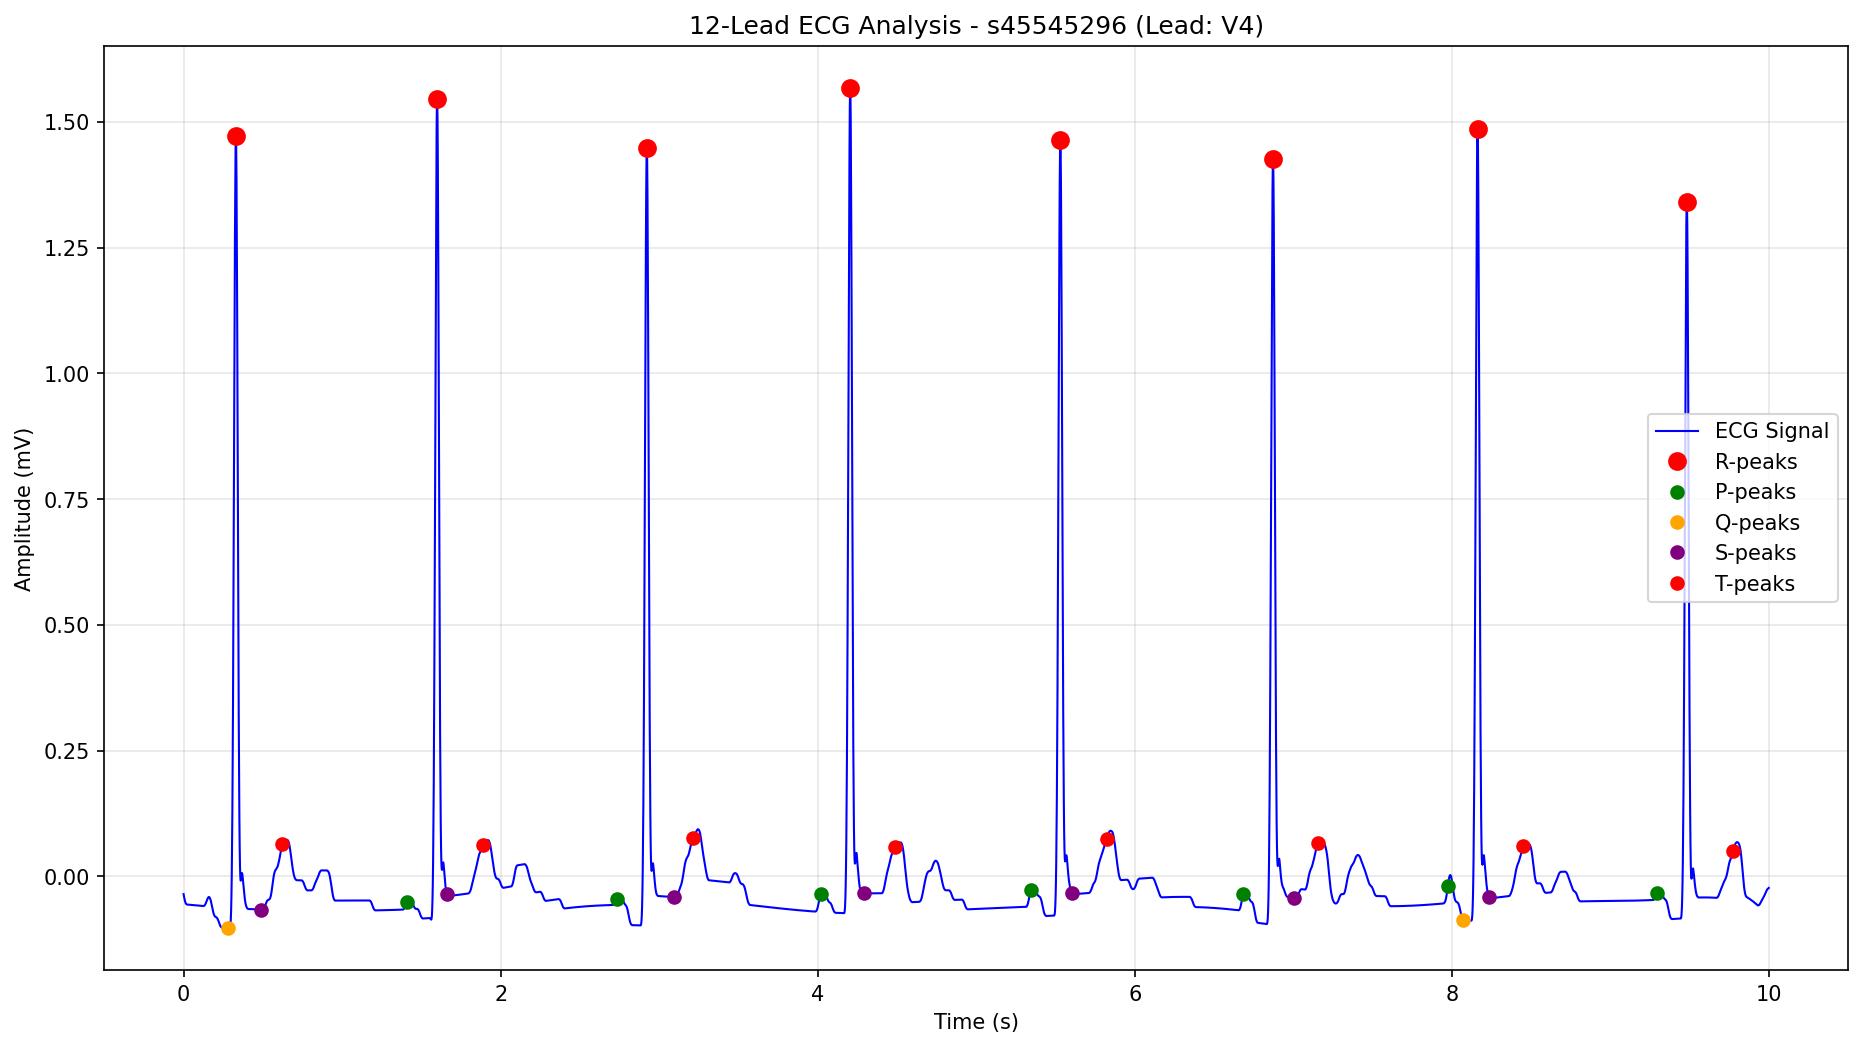 12-Lead ECG Analysis - s45545296 (Lead: V4)
1.50
1.25
1.00
0.75
0.50
0.25
0.00
Amplitude (mV)
ECG Signal
R-peaks
P-peaks
Q-peaks
S-peaks
T-peaks
0 2 4 6 8 10
Time (s)